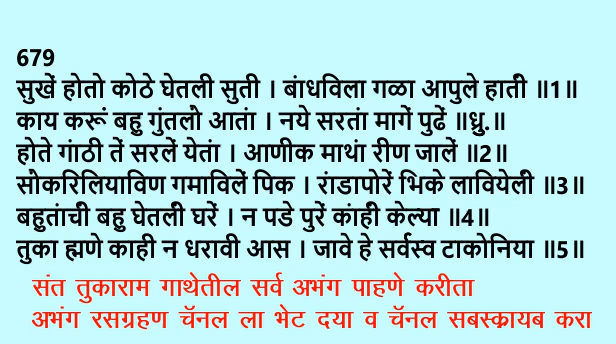 679
सुखें होतो कोठे घेतली सुती । बांधविला गळा आपुले हातीं ॥1॥
काय करूं बहु गुंतलों आतां । नये सरतां मागें पुढें ॥ध्रु.॥
होते गांठी तें सरलें येतां । आणीक माथां रीण जालें ॥2॥
सोंकरिलियाविण गमाविलें पिक । रांडापोरें भिके लावियेलीं ॥3॥
बहुतांचीं बहु घेतलीं घरें । न पडे पुरें कांहीं केल्या ॥4॥
तुका ह्मणे काही न धरावी आस । जावे हे सर्वस्व टाकोनिया ॥5॥
संत तुकाराम गाथेतील सर्व अभंग पाहणे करीता
अभंग रसग्रहण चॅनल ला भेट दया व चॅनल सबस्क्रायब करा